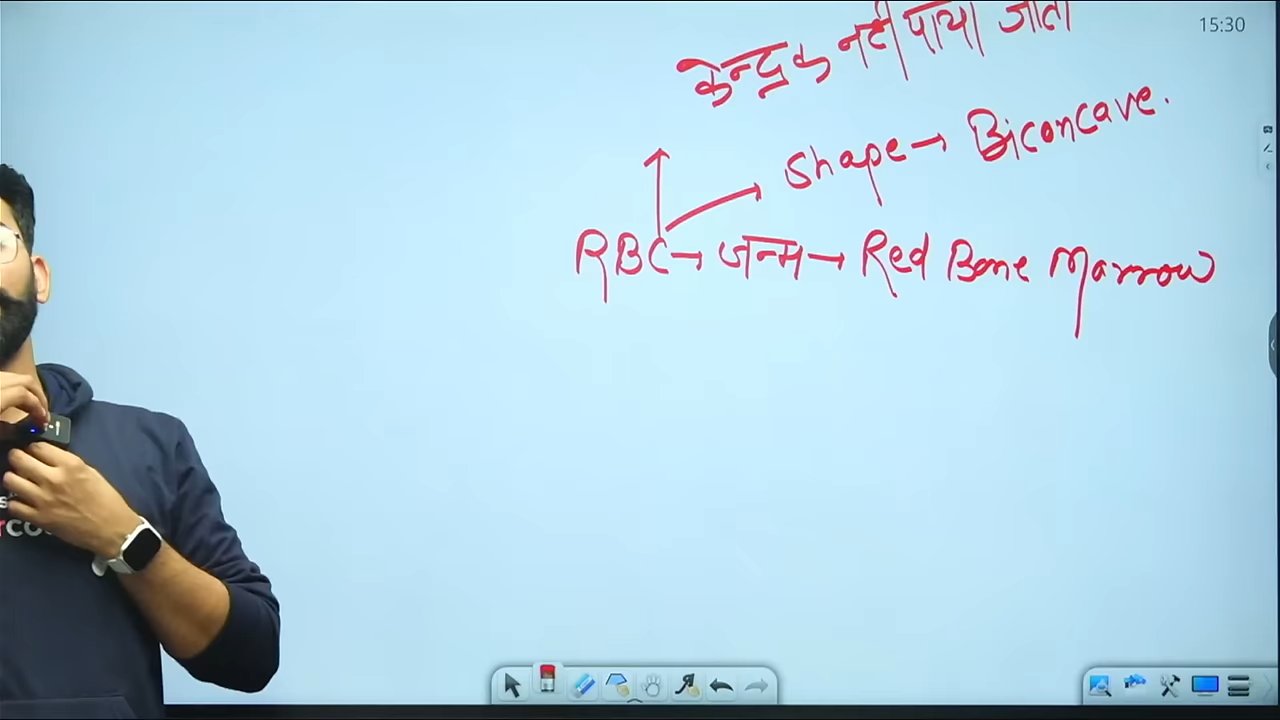 15:30
केन्द्रक नहीं पाया जाता
Shape → Biconcave.
RBC → जन्म → Red Bone Marrow